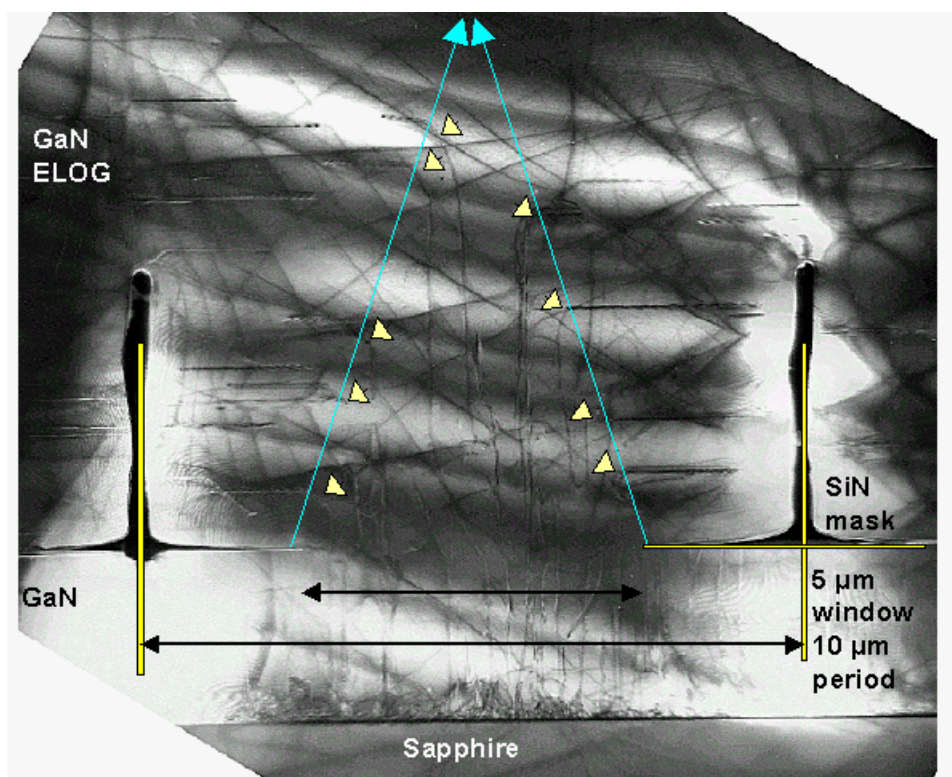 GaN
ELOG
SiN
mask
GaN
5 µm
window
10 µm
period
Sapphire